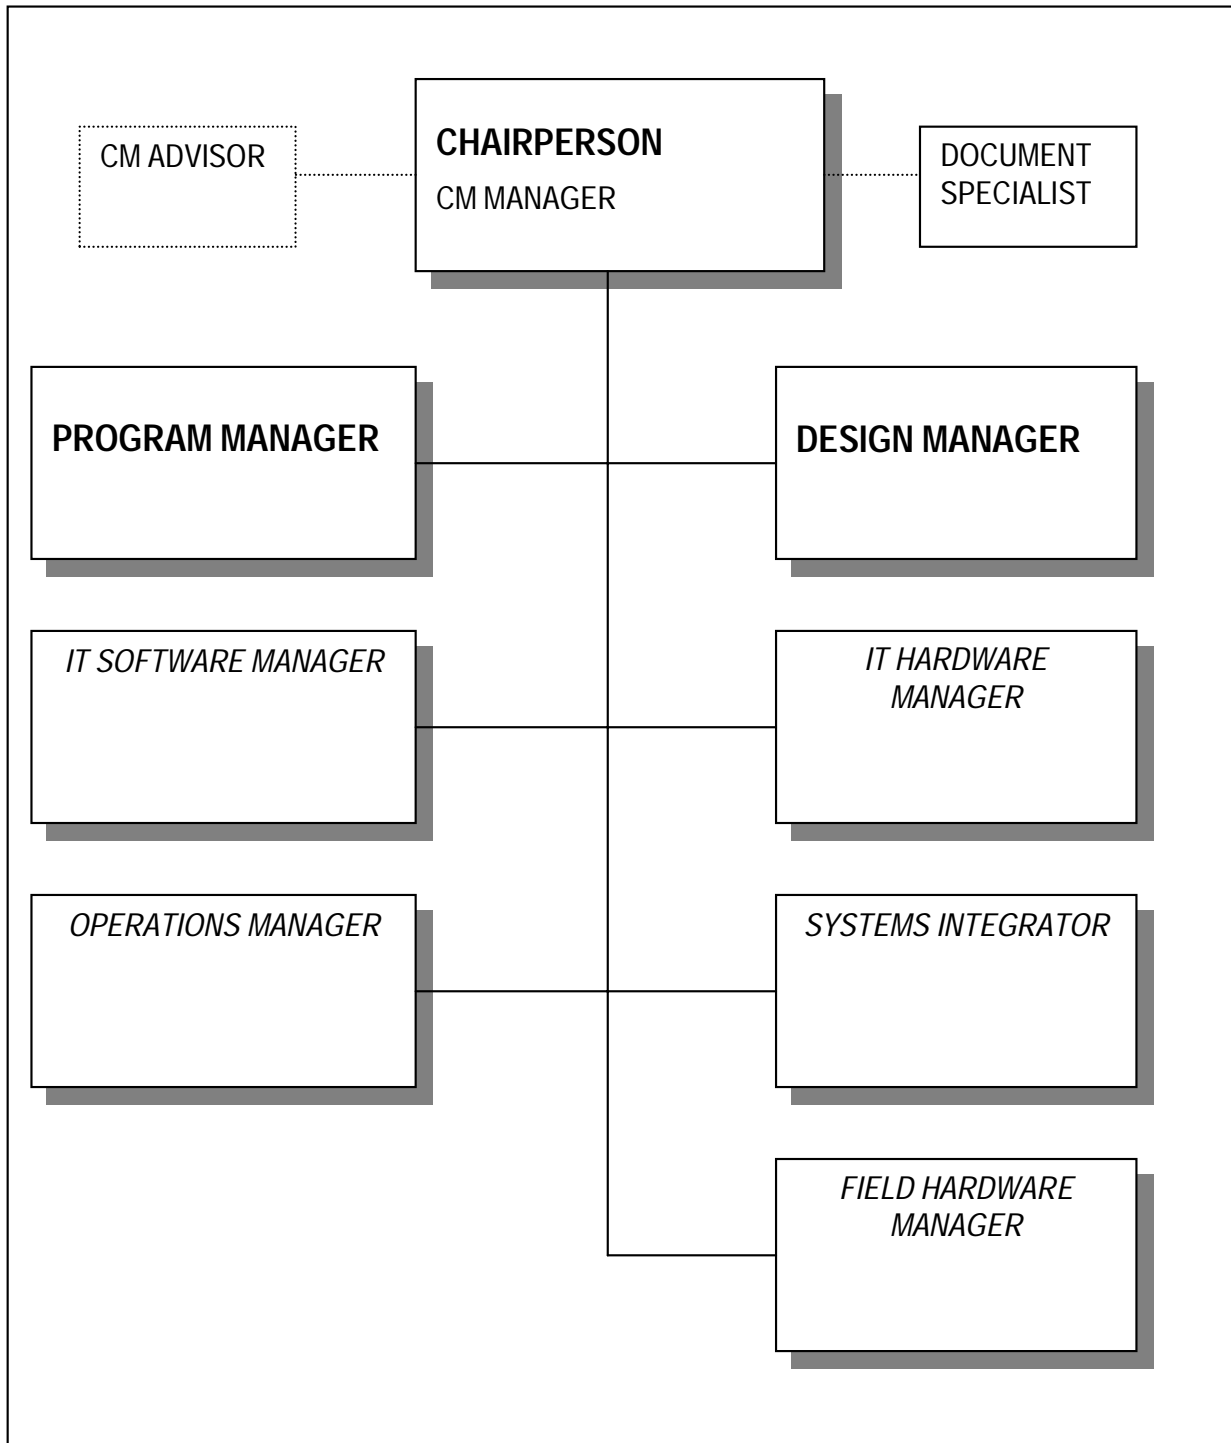 CM ADVISOR
CHAIRPERSON
CM MANAGER
DOCUMENT
SPECIALIST
PROGRAM MANAGER
DESIGN MANAGER
IT SOFTWARE MANAGER
IT HARDWARE
MANAGER
OPERATIONS MANAGER
SYSTEMS INTEGRATOR
FIELD HARDWARE
MANAGER